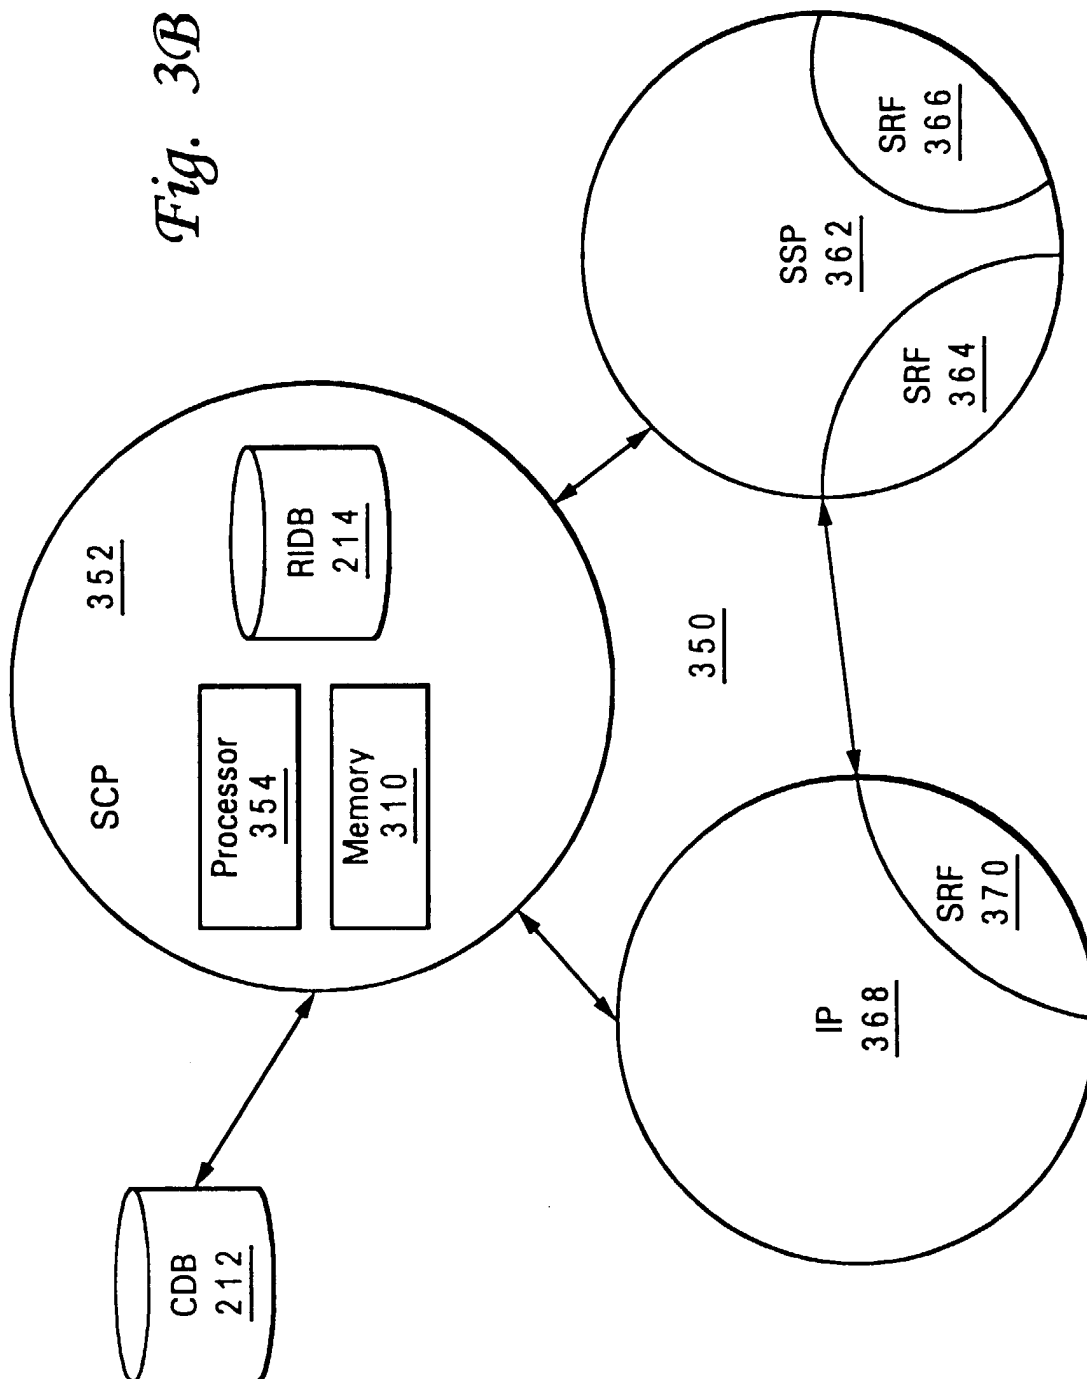 Fig. 3B
CDB
212
SCP
352
Processor
354
Memory
310
RIDB
214
350
IP
368
SRF
370
SSP
362
SRF
364
SRF
366